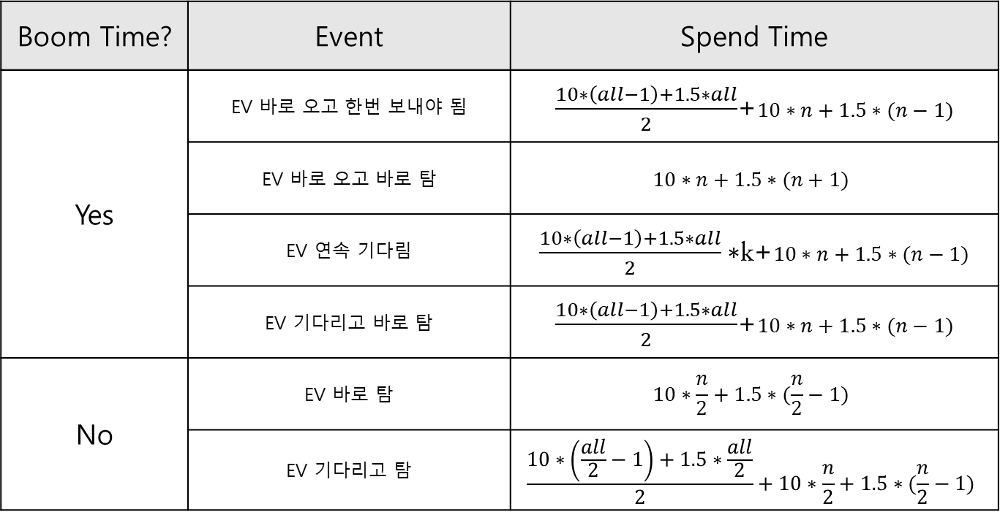 Boom Time? Event Spend Time
Yes
EV 바로 오고 한번 보내야 됨 \frac{10*(all-1)+1.5*all}{2}+10*n+1.5*(n-1)
EV 바로 오고 바로 탐 10*n+1.5*(n+1)
EV 연속 기다림 \frac{10*(all-1)+1.5*all}{2}*k+10*n+1.5*(n-1)
EV 기다리고 바로 탐 \frac{10*(all-1)+1.5*all}{2}+10*n+1.5*(n-1)
No
EV 바로 탐 10*\frac{n}{2}+1.5*(\frac{n}{2}-1)
EV 기다리고 탐 \frac{10*(\frac{all}{2}-1)+1.5*\frac{all}{2}}{2}+10*\frac{n}{2}+1.5*(\frac{n}{2}-1)